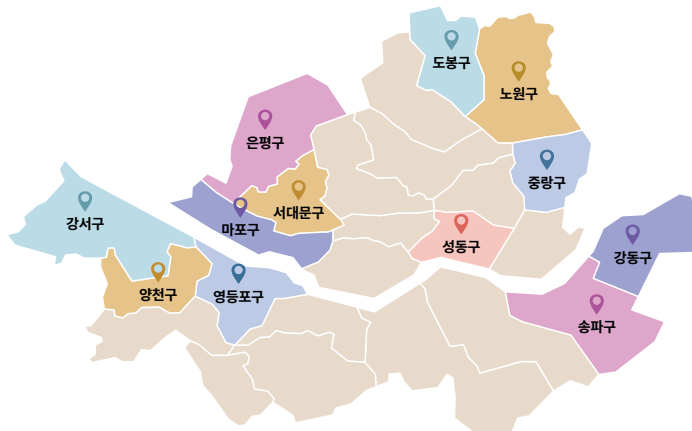 도봉구
노원구
은평구
중랑구
서대문구
강서구
마포구
성동구
강동구
양천구
영등포구
송파구